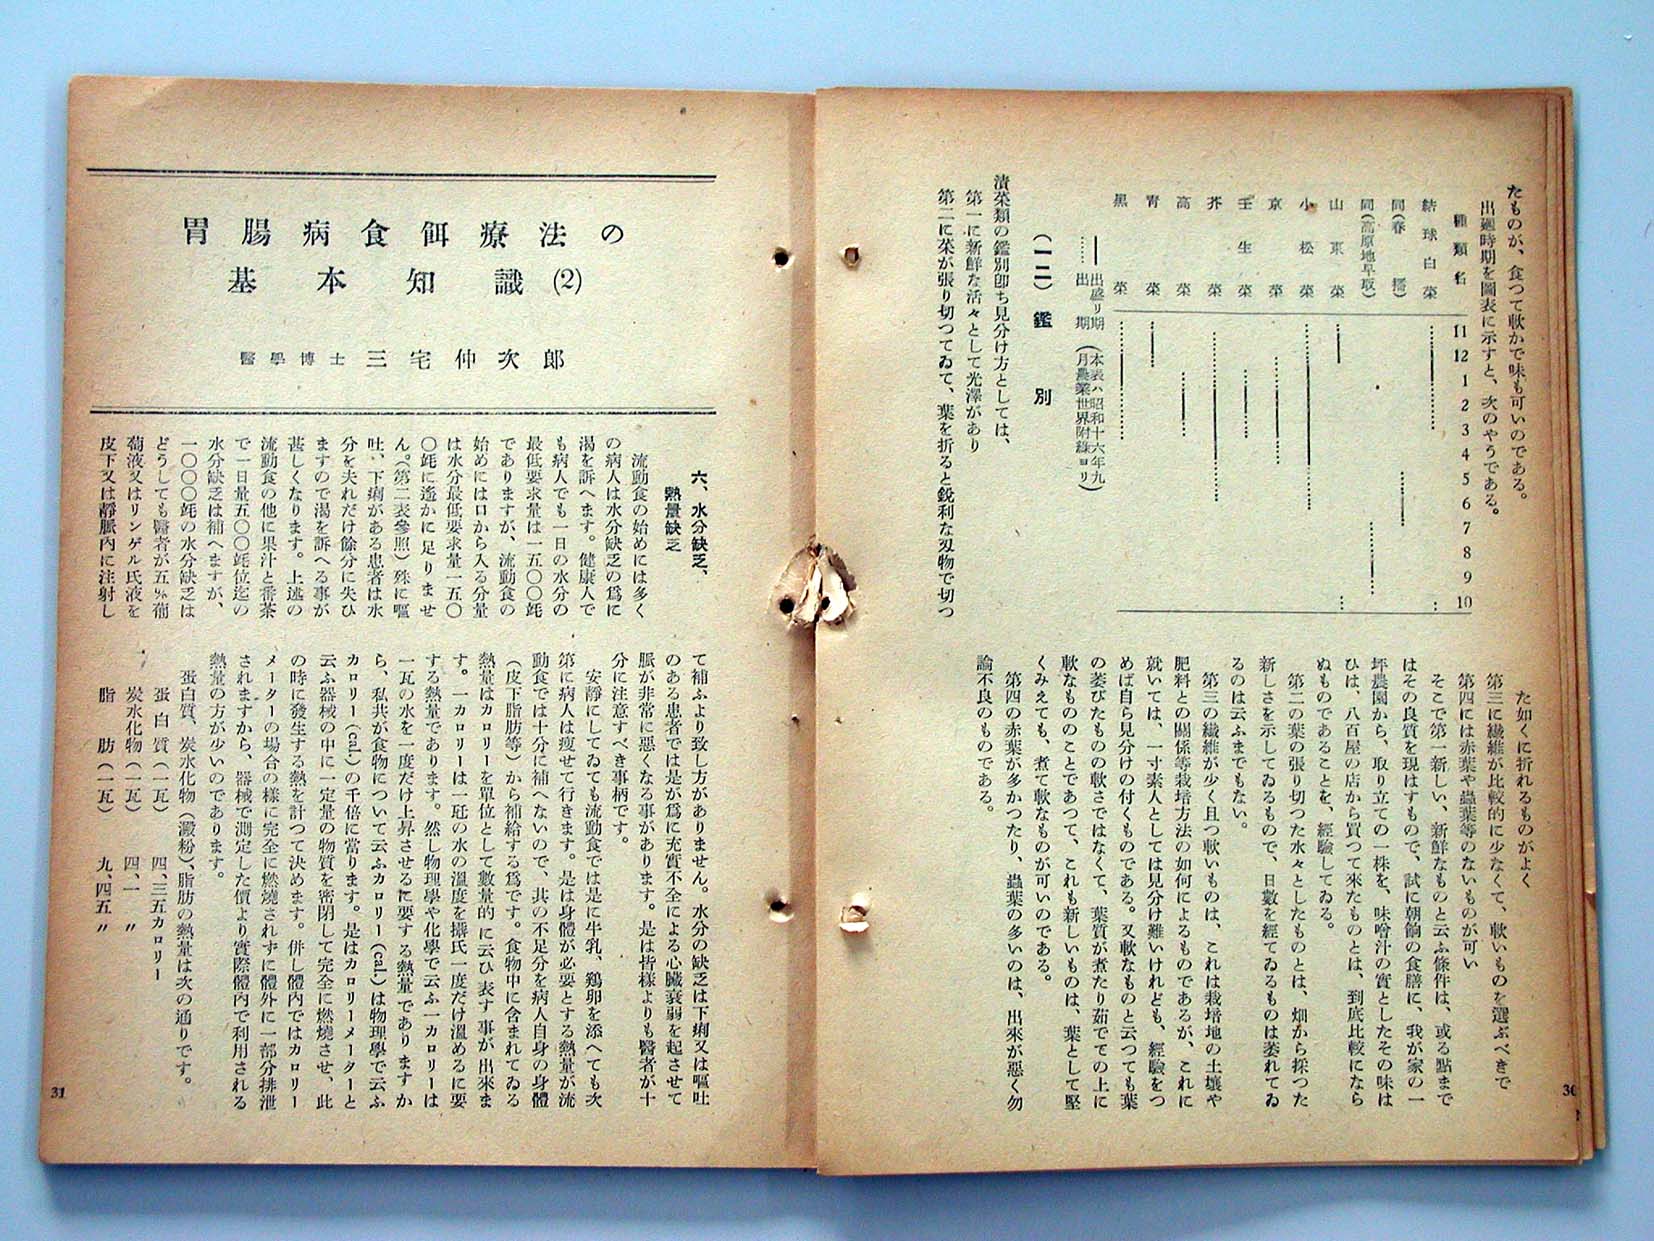 たものが、食つて軟かで味も可いのである。
出廻時期を圖表に示すと、次のやうである。
種類名 11 12 1 2 3 4 5 6 7 8 9 10
結球白菜
同(春播)
同(高原地早取)
山東菜
小松菜
京菜
壬生菜
芥菜
高菜
青菜
黒菜
━━出盛リ期 (本表ハ昭和十六年九
……出期 月農業世界附錄ヨリ)
(一二) 鑑別
漬菜類の鑑別卽ち見分け方としては、
第一に新鮮な活々として光澤があり
第二に菜が張り切つてゐて、葉を折ると銳利な刃物で切つ
た如くに折れるものがよく
第三に纖維が比較的に少なくて、軟いものを選ぶべきで
第四には赤葉や蟲葉等のないものが可い
そこで第一新しい、新鮮なものと云ふ條件は、或る點まで
はその良質を現はすもので、試に朝餉の食膳に、我が家の一
坪農園から、取り立ての一株を、味噌汁の實としたその味は
ひは、八百屋の店から買つて來たものとは、到底比較になら
ぬものであることを、經驗してゐる。
第二の葉の張り切つた水々としたものとは、畑から採つた
新しさを示してゐるもので、日數を經てゐるものは萎れてゐ
るのは云ふまでもない。
第三の纖維が少く且つ軟いものは、これは栽培地の土壤や
肥料との關係等栽培方法の如何によるものであるが、これに
就いては、一寸素人としては見分け難いけれども、經驗をつ
めば自ら見分けの付くものである。又軟なものと云つても葉
の萎びたものの軟さではなくて、葉質が煮たり茹でての上に
軟なもののことであつて、これも新しいものは、葉として堅
くみえても、煮て軟なものが可いのである。
第四の赤葉が多かつたり、蟲葉の多いのは、出來が惡く勿
論不良のものである。
30
胃腸病食餌療法の
基本知識(2)
醫學博士 三宅仲次郎
六、水分缺乏、
熱量缺乏
流動食の始めには多く
の病人は水分缺乏の爲に
渴を訴へます。健康人で
も病人でも一日の水分の
最低要求量は一五〇〇竓
でありますが、流動食の
始めには口から入る分量
は水分最低要求量一五〇
〇竓に遙かに足りませ
ん。(第二表參照)殊に嘔
吐、下痢がある患者は水
分を夫れだけ餘分に失ひ
ますので渴を訴へる事が
甚しくなります。上述の
流動食の他に果汁と番茶
で一日量五〇〇竓位迄の
水分缺乏は補へますが、
一〇〇〇竓の水分缺乏は
どうしても醫者が五%葡
萄液又はリンゲル氏液を
皮下又は靜脈內に注射し
て補ふより致し方がありません。水分の缺乏は下痢又は嘔吐
のある患者では是が爲に充實不全による心臟衰弱を起させて
脈が非常に惡くなる事があります。是は皆樣よりも醫者が十
分に注意すべき事柄です。
安靜にしてゐても流動食では是に牛乳、鷄卵を添へても次
第に病人は瘦せて行きます。是は身體が必要とする熱量が流
動食では十分に補へないので、其の不足分を病人自身の身體
(皮下脂肪等)から補給する爲です。食物中に含まれてゐる
熱量はカロリーを單位として數量的に云ひ表す事が出來ま
す。一カロリーは一瓩の水の溫度を攝氏一度だけ溫めるに要
する熱量であります。然し物理學や化學で云ふ一カロリーは
一瓦の水を一度だけ上昇させるに要する熱量でありますか
ら、私共が食物について云ふカロリー(cal.)は物理學で云ふ
カロリー(cal.)の千倍に當ります。是はカロリーメーターと
云ふ器械の中に一定量の物質を密閉して完全に燃燒させ、此
の時に發生する熱を計つて決めます。併し體內ではカロリー
メーターの場合の樣に完全に燃燒されずに體外に一部分排泄
されますから、器械で測定した價より實際體內で利用される
熱量の方が少いのであります。
蛋白質、炭水化物(澱粉)、脂肪の熱量は次の通りです。
蛋白質(一瓦) 四、三五カロリー
炭水化物(一瓦) 四、一 〃
脂肪(一瓦) 九、四五 〃
31